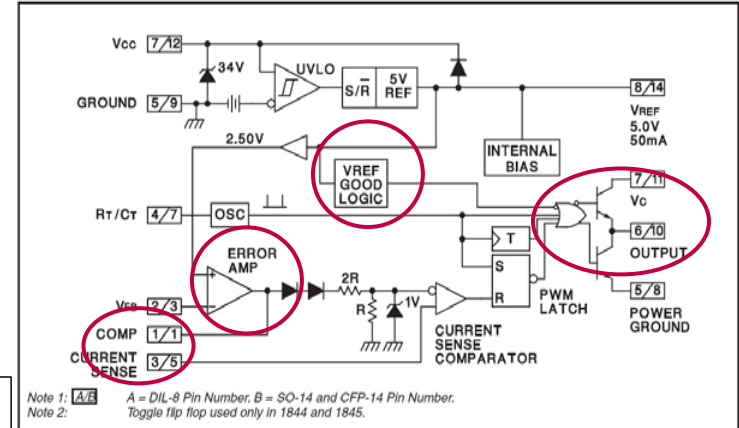 Vcc 7/12
34V
UVLO
S/R̅ 5V REF
8/14
GROUND 5/9
VREF
5.0V
50mA
2.50V
VREF
GOOD
LOGIC
INTERNAL
BIAS
7/11
Vc
RT/CT 4/7 OSC
6/10
OUTPUT
T
ERROR
AMP
S
2R
R
PWM
LATCH
5/8
POWER
GROUND
VFB 2/3
R
1V
COMP 1/1
CURRENT
SENSE 3/5
CURRENT
SENSE
COMPARATOR
Note 1: A/B A = DIL-8 Pin Number. B = SO-14 and CFP-14 Pin Number.
Note 2: Toggle flip flop used only in 1844 and 1845.